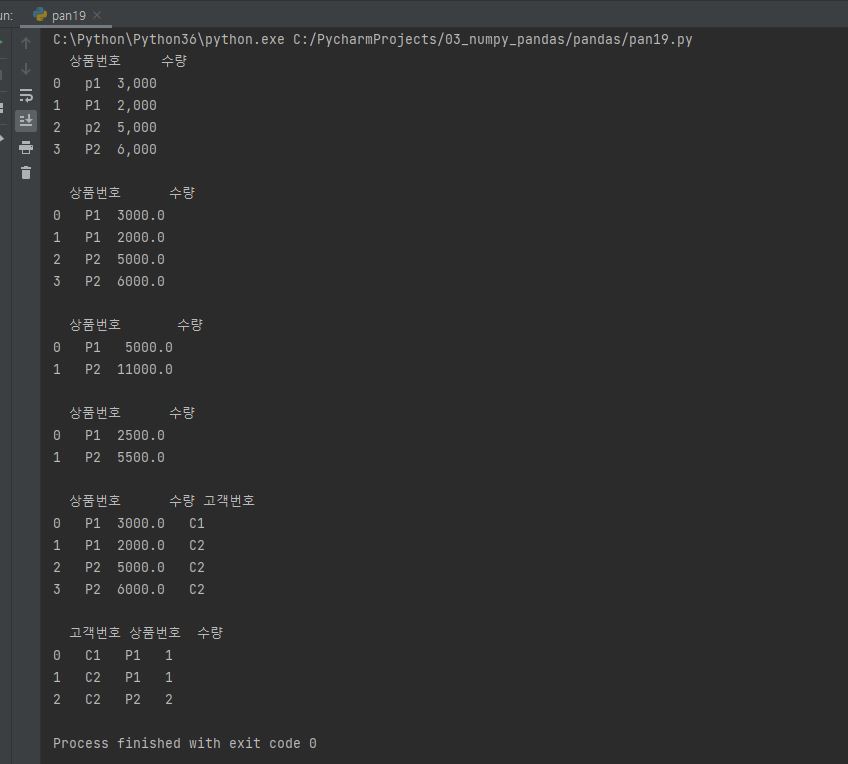 un:
pan19
C:\Python\Python36\python.exe C:/PycharmProjects/03_numpy_pandas/pandas/pan19.py
상품번호 수량
0 p1 3,000
1 P1 2,000
2 p2 5,000
3 P2 6,000
상품번호 수량
0 P1 3000.0
1 P1 2000.0
2 P2 5000.0
3 P2 6000.0
상품번호 수량
0 P1 5000.0
1 P2 11000.0
상품번호 수량
0 P1 2500.0
1 P2 5500.0
상품번호 수량 고객번호
0 P1 3000.0 C1
1 P1 2000.0 C2
2 P2 5000.0 C2
3 P2 6000.0 C2
고객번호 상품번호 수량
0 C1 P1 1
1 C2 P1 1
2 C2 P2 2
Process finished with exit code 0